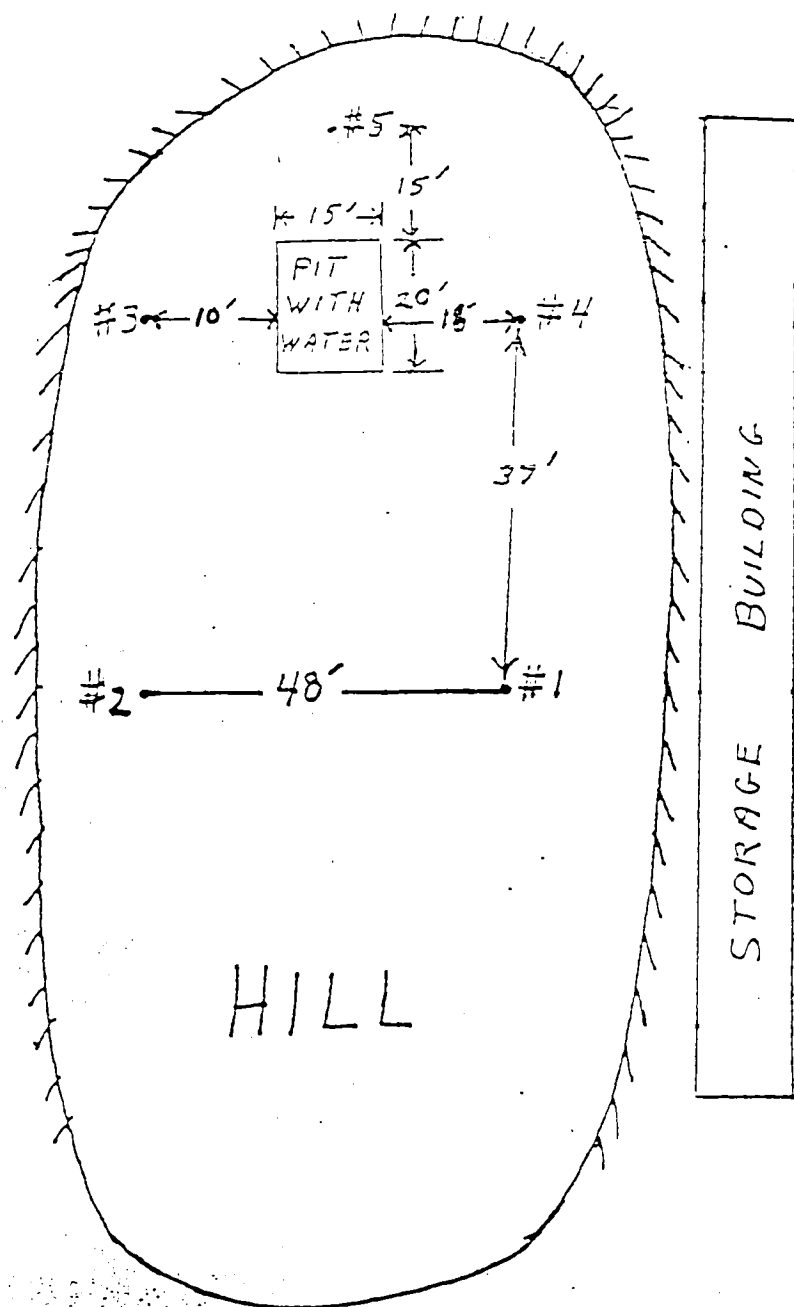 #5
15'
15'
PIT
WITH
WATER
20'
#3
10'
18'
#4
37'
#2
48'
#1
HILL
STORAGE BUILDING